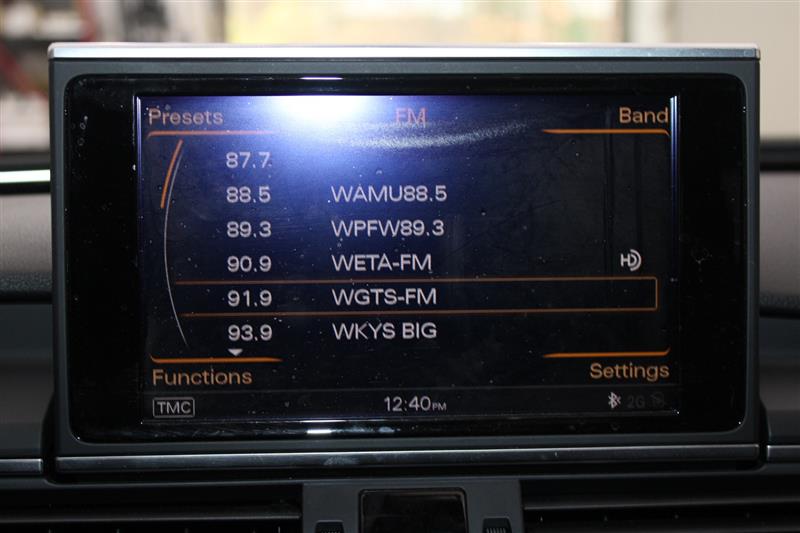 Presets FM Band
87.7
88.5 WAMU88.5
89.3 WPFW89.3
90.9 WETA-FM HD
91.9 WGTS-FM
93.9 WKYS BIG
Functions Settings
TMC 12:40PM 2G